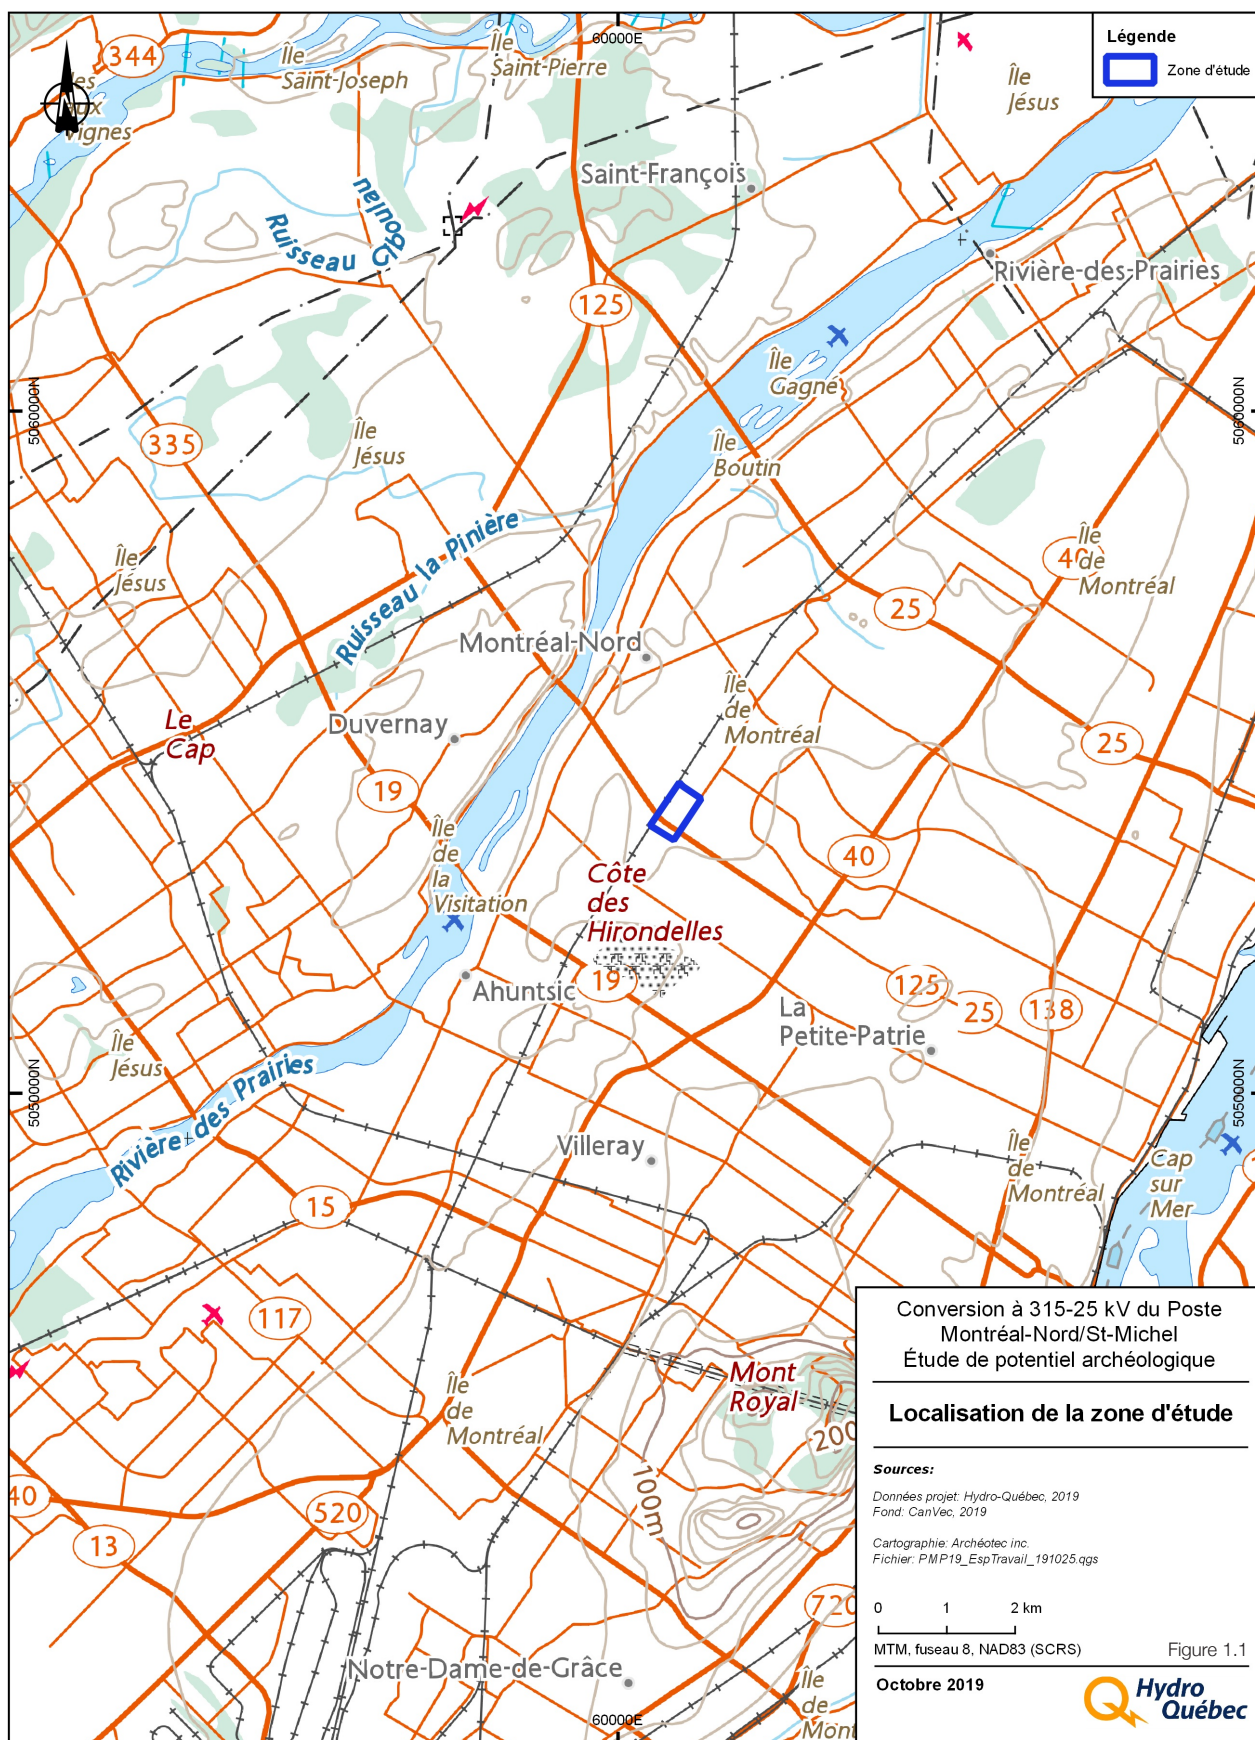 60000E
Légende
Zone d'étude
344
Île
Saint-Joseph
Île
Saint-Pierre
Île
Jésus
Vignes
N
Saint-François
Ruisseau
Gibouleau
Rivière-des-Prairies
125
Île
Gagné
5060000N
5060000N
335
Île
Jésus
Île
Boutin
Ruisseau la Pinière
Île
Jésus
40
Île
de
Montréal
25
Montréal-Nord
Île
de
Montréal
Le
Cap
Duvernay
25
19
Île
de
la
Visitation
40
Côte
des
Hirondelles
Ahuntsic
19
125
25
138
La
Petite-Patrie
Île
Jésus
5050000N
5050000N
Rivière des Prairies
Villeray
Île
de
Montréal
Cap
sur
Mer
15
117
Île
de
Montréal
Mont
Royal
200
100m
40
13
520
720
Notre-Dame-de-Grâce
Île
de
Mont
60000E
Conversion à 315-25 kV du Poste
Montréal-Nord/St-Michel
Étude de potentiel archéologique
Localisation de la zone d'étude
Sources:
Données projet: Hydro-Québec, 2019
Fond: CanVec, 2019
Cartographie: Archéotec inc.
Fichier: PMP19_EspTravail_191025.qgs
0 1 2 km
MTM, fuseau 8, NAD83 (SCRS)
Figure 1.1
Octobre 2019
Hydro
Québec